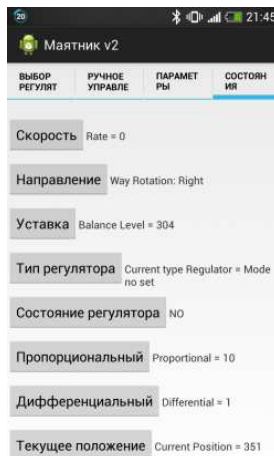 20 21:45
Маятник v2
ВЫБОР РЕГУЛЯТ РУЧНОЕ УПРАВЛЕ ПАРАМЕТ РЫ СОСТОЯН ИЯ
Скорость Rate = 0
Направление Way Rotation: Right
Уставка Balance Level = 304
Тип регулятора Current type Regulator = Mode
no set
Состояние регулятора NO
Пропорциональный Proportional = 10
Дифференциальный Differential = 1
Текущее положение Current Position = 351